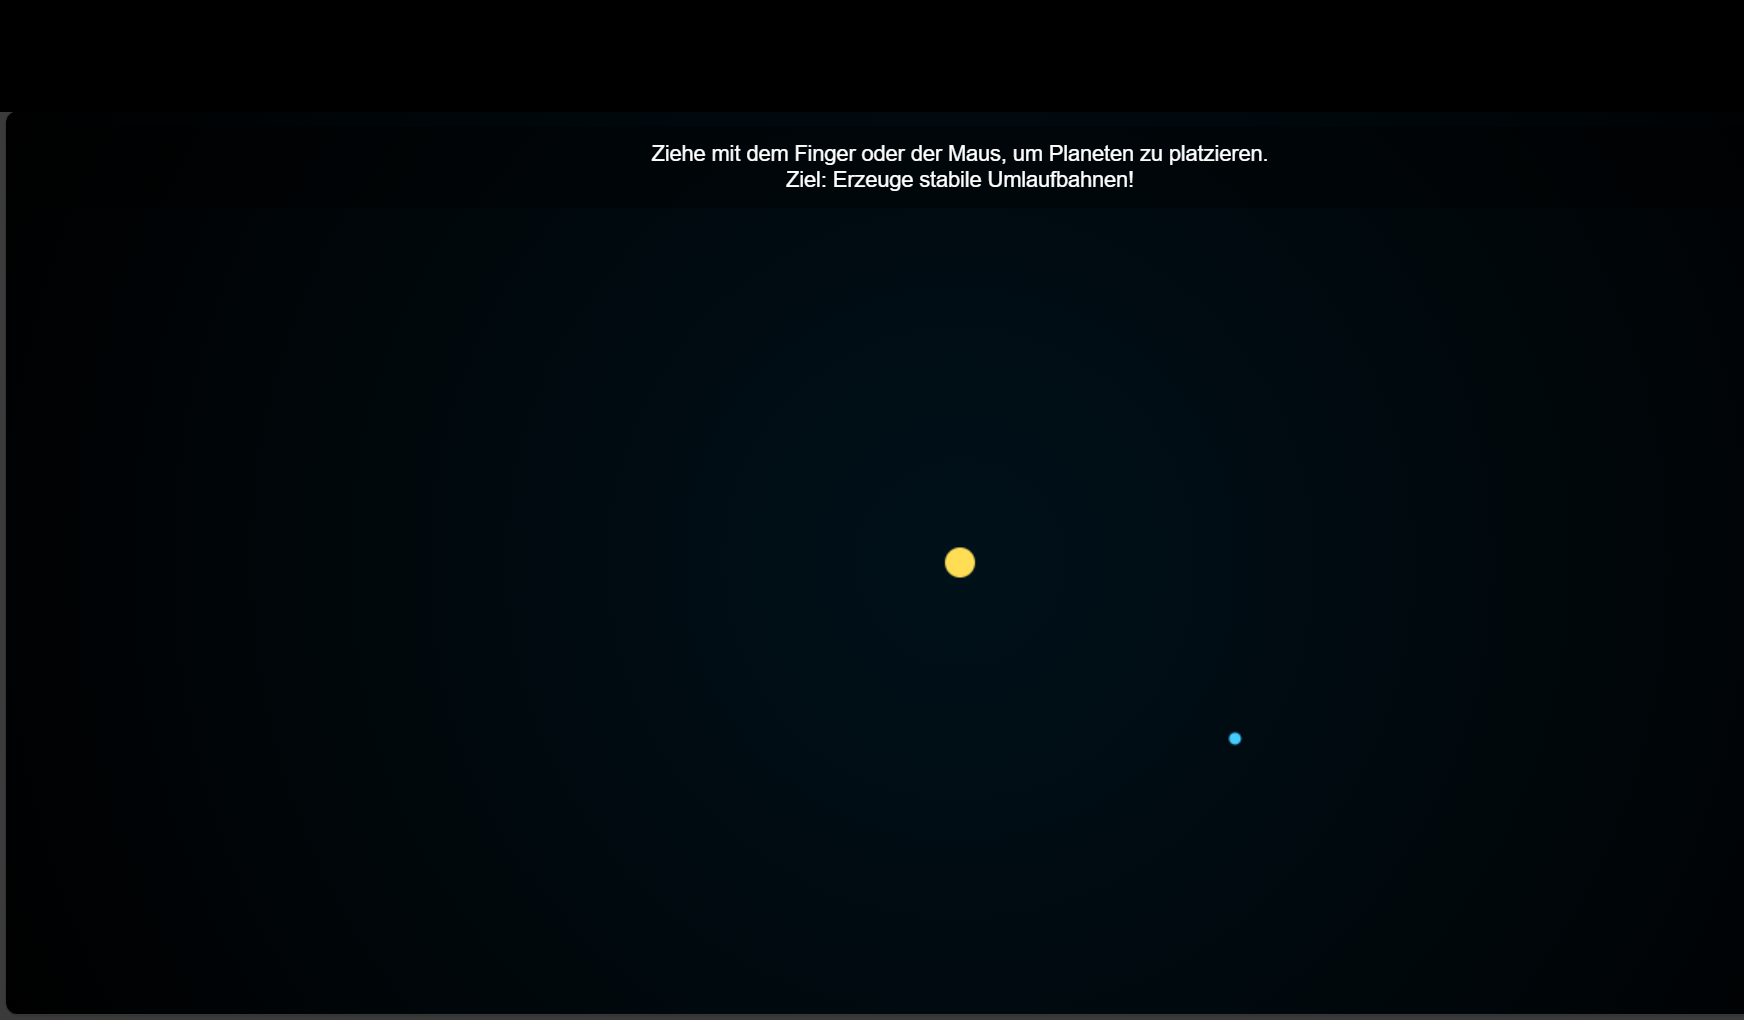 Ziehe mit dem Finger oder der Maus, um Planeten zu platzieren.
Ziel: Erzeuge stabile Umlaufbahnen!